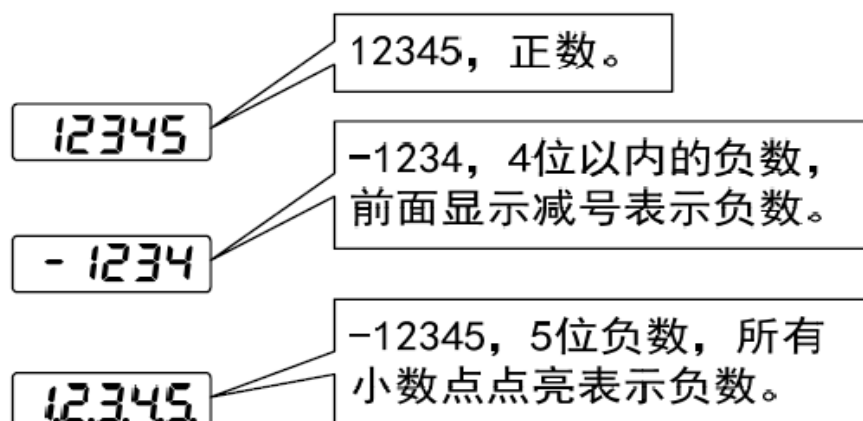 12345，正数。
12345
-1234，4位以内的负数，
前面显示减号表示负数。
-1234
-12345，5位负数，所有
小数点点亮表示负数。
1.2.3.4.5.